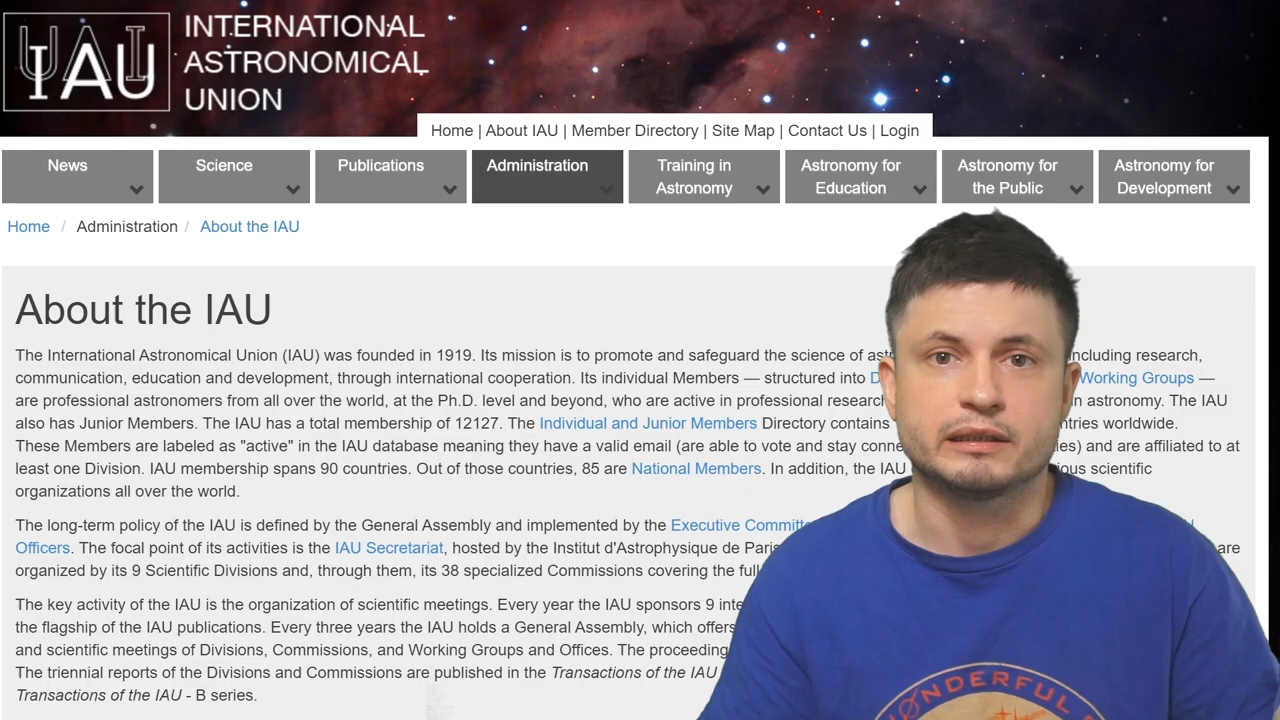 IAU
INTERNATIONAL
ASTRONOMICAL
UNION
Home | About IAU | Member Directory | Site Map | Contact Us | Login
News
Science
Publications
Administration
Training in
Astronomy
Astronomy for
Education
Astronomy for
the Public
Astronomy for
Development
Home / Administration / About the IAU
About the IAU
The International Astronomical Union (IAU) was founded in 1919. Its mission is to promote and safeguard the science of including research,
communication, education and development, through international cooperation. Its individual Members — structured into Working Groups —
are professional astronomers from all over the world, at the Ph.D. level and beyond, who are active in professional in astronomy. The IAU
also has Junior Members. The IAU has a total membership of 12127. The Individual and Junior Members Directory contains worldwide.
These Members are labeled as "active" in the IAU database meaning they have a valid email (are able to vote and stay and are affiliated to at
least one Division. IAU membership spans 90 countries. Out of those countries, 85 are National Members. In addition, the IAU scientific
organizations all over the world.
The long-term policy of the IAU is defined by the General Assembly and implemented by the Executive
Officers. The focal point of its activities is the IAU Secretariat, hosted by the Institut d'Astrophysique de are
organized by its 9 Scientific Divisions and, through them, its 38 specialized Commissions covering the
The key activity of the IAU is the organization of scientific meetings. Every year the IAU sponsors 9
the flagship of the IAU publications. Every three years the IAU holds a General Assembly, which
and scientific meetings of Divisions, Commissions, and Working Groups and Offices. The
The triennial reports of the Divisions and Commissions are published in the Transactions of the IAU
Transactions of the IAU - B series.
WONDERFUL